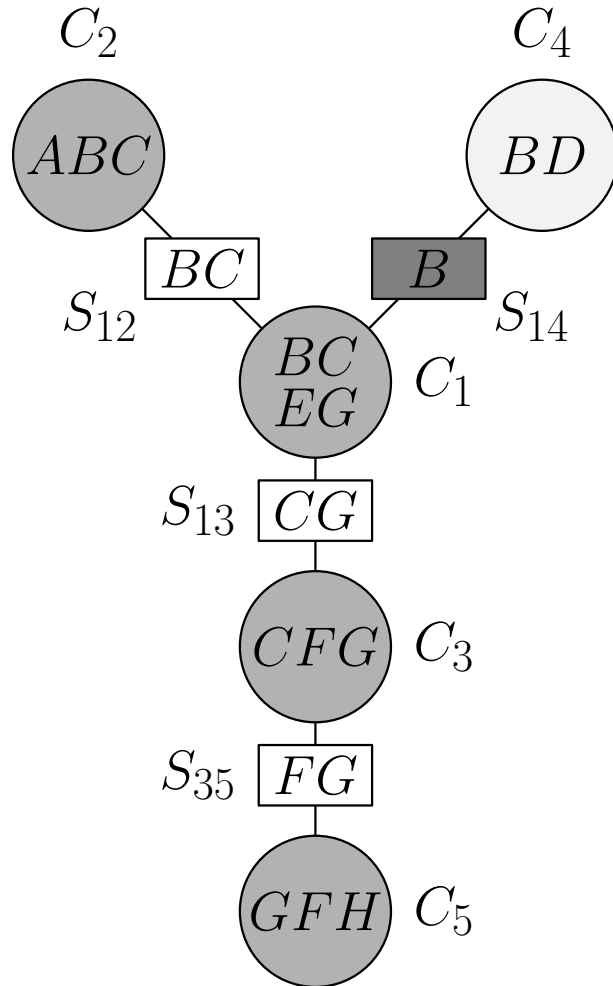 C₂
C₄
ABC
BD
BC
B
S₁₂
S₁₄
BC
EG
C₁
S₁₃
CG
CFG
C₃
S₃₅
FG
GFH
C₅